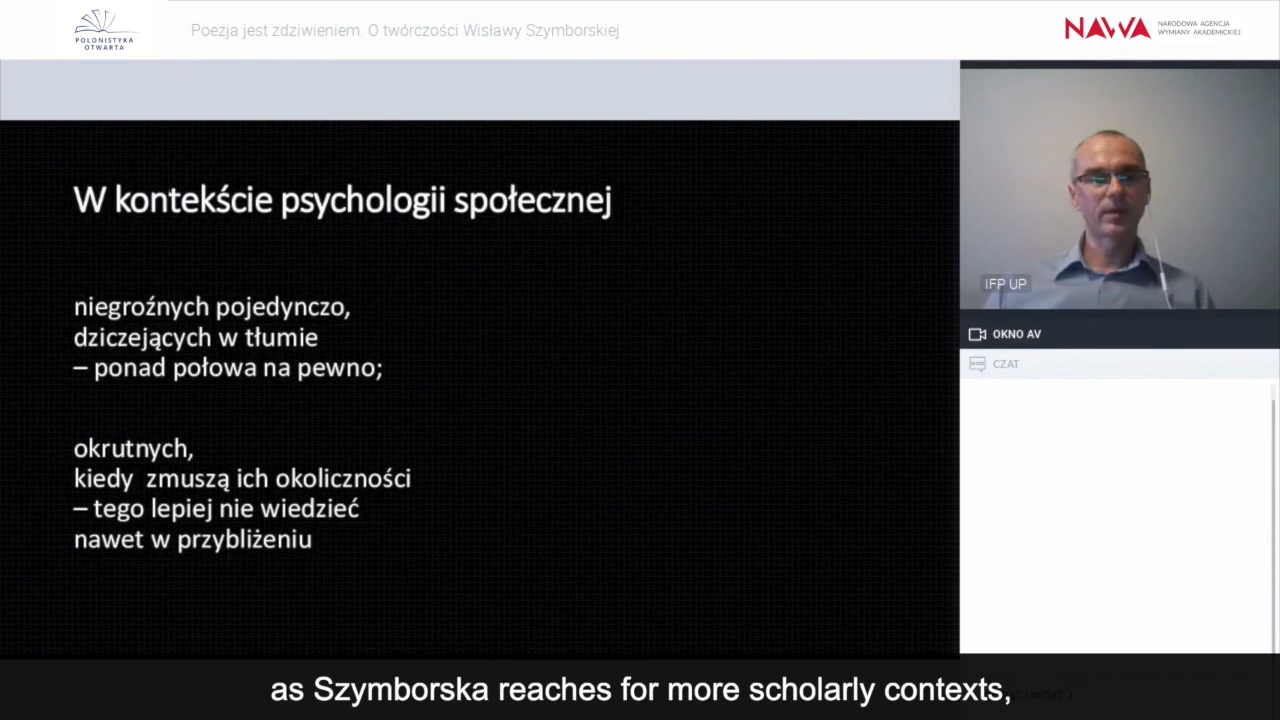 POLONISTYKA
OTWARTA
Poezja jest zdziwieniem. O twórczości Wisławy Szymborskiej
NAWA
NARODOWA AGENCJA
WYMIANY AKADEMICKIEJ
W kontekście psychologii społecznej
niegroźnych pojedynczo,
dziczejących w tłumie
– ponad połowa na pewno;
okrutnych,
kiedy zmuszą ich okoliczności
– tego lepiej nie wiedzieć
nawet w przybliżeniu
IFP UP
OKNO AV
CZAT
as Szymborska reaches for more scholarly contexts,